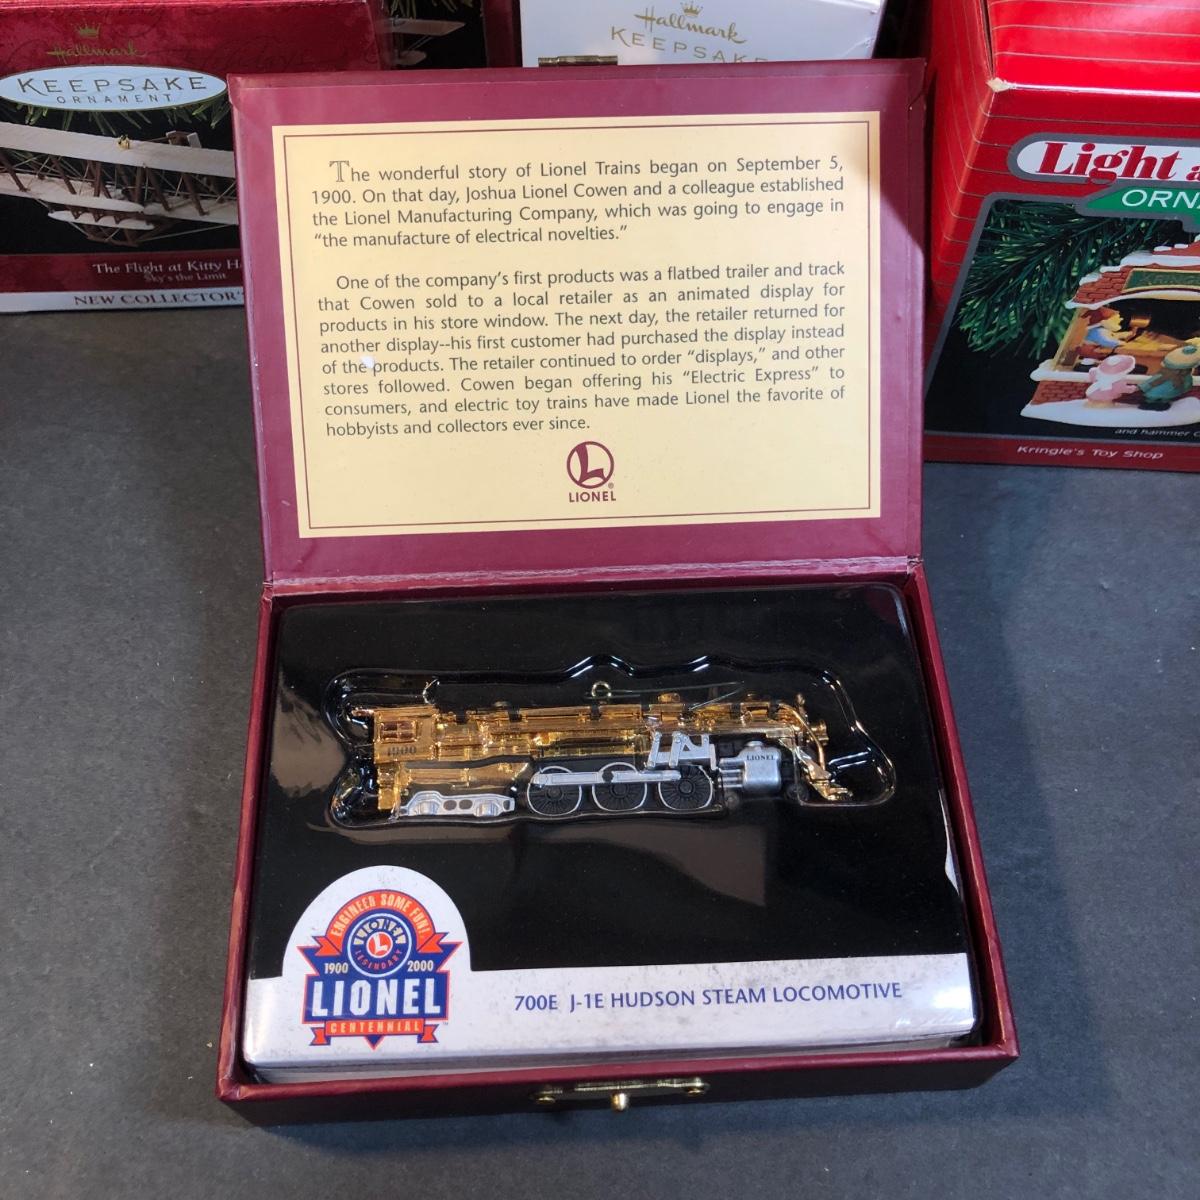 Hallmark
KEEPSAKE
ORNAMENT
The Flight at Kitty
Sky's the Limit
NEW COLLECTOR'
Hallmark
KEEPSAKE
Light
and hammer
Kringle's Toy Shop
The wonderful story of Lionel Trains began on September 5,
1900. On that day, Joshua Lionel Cowen and a colleague established
the Lionel Manufacturing Company, which was going to engage in
"the manufacture of electrical novelties."
One of the company's first products was a flatbed trailer and track
that Cowen sold to a local retailer as an animated display for
products in his store window. The next day, the retailer returned for
another display--his first customer had purchased the display instead
of the products. The retailer continued to order "displays," and other
stores followed. Cowen began offering his "Electric Express" to
consumers, and electric toy trains have made Lionel the favorite of
hobbyists and collectors ever since.
L
®
LIONEL
1900
LIONEL
ENGINEER SOME FUN!
LIONEL
L
LEGENDARY
1900 2000
LIONEL
CENTENNIAL
™
700E J-1E HUDSON STEAM LOCOMOTIVE